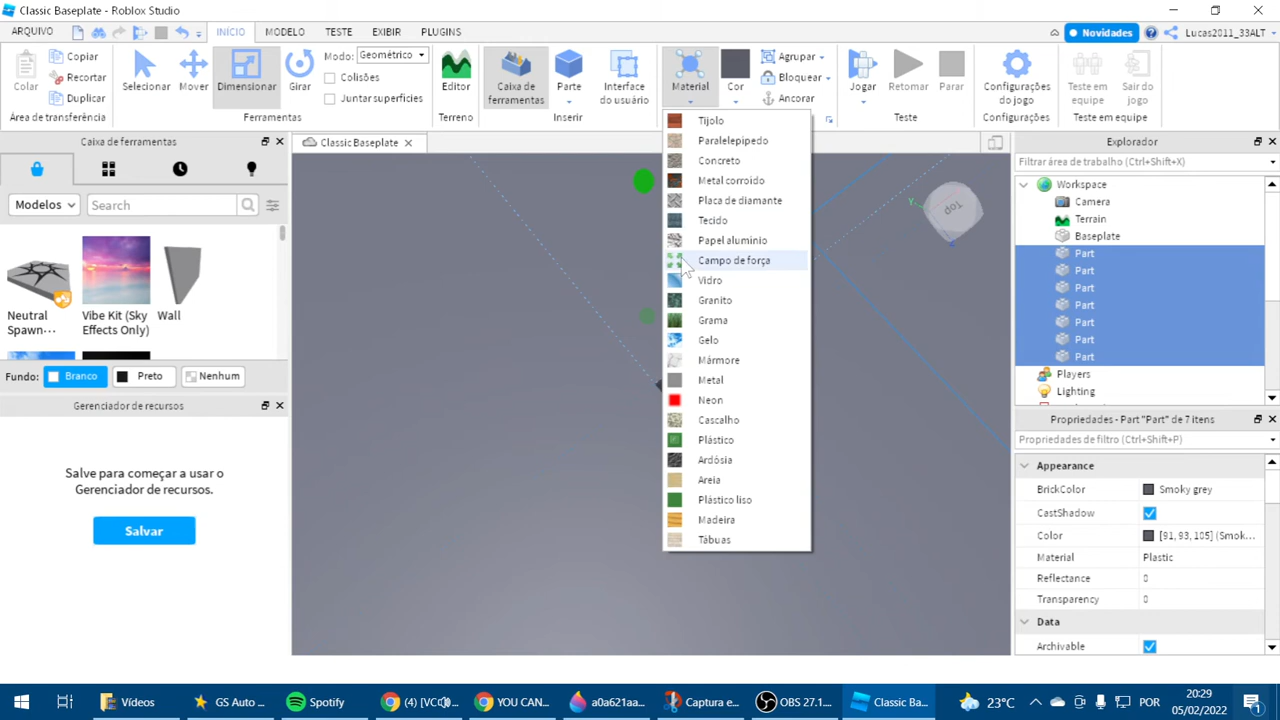 Classic Baseplate - Roblox Studio
ARQUIVO
INÍCIO
MODELO
TESTE
EXIBIR
PLUGINS
Novidades
Lucas2011_33ALT
Colar
Copiar
Recortar
Duplicar
Área de transferência
Selecionar
Mover
Dimensionar
Girar
Modo: Geométrico
Colisões
Juntar superfícies
Ferramentas
Editor
Terreno
Caixa de
ferramentas
Parte
Interface
do usuário
Inserir
Material
Cor
Agrupar
Bloquear
Ancorar
Jogar
Retomar
Parar
Teste
Configurações
do jogo
Configurações
Teste em
equipe
Sair do
jogo
Teste em equipe
Caixa de ferramentas
Modelos
Search
Neutral
Spawn...
Vibe Kit (Sky
Effects Only)
Wall
Fundo:
Branco
Preto
Nenhum
Gerenciador de recursos
Salve para começar a usar o
Gerenciador de recursos.
Salvar
Classic Baseplate
Tijolo
Paralelepípedo
Concreto
Metal corroído
Placa de diamante
Tecido
Papel alumínio
Campo de força
Vidro
Granito
Grama
Gelo
Mármore
Metal
Neon
Cascalho
Plástico
Ardósia
Areia
Plástico liso
Madeira
Tábuas
Y
Top
Explorador
Filtrar área de trabalho (Ctrl+Shift+X)
Workspace
Camera
Terrain
Baseplate
Part
Part
Part
Part
Part
Part
Part
Players
Lighting
Propriedades - Part "Part" de 7 itens
Propriedades de filtro (Ctrl+Shift+P)
Appearance
BrickColor Smoky grey
CastShadow
Color [91, 93, 105] (Smok...
Material Plastic
Reflectance 0
Transparency 0
Data
Archivable
Vídeos
GS Auto ...
Spotify
(4) [VC
YOU CAN...
a0a621aa...
Captura e...
OBS 27.1...
Classic Ba...
23°C
POR
20:29
05/02/2022
1